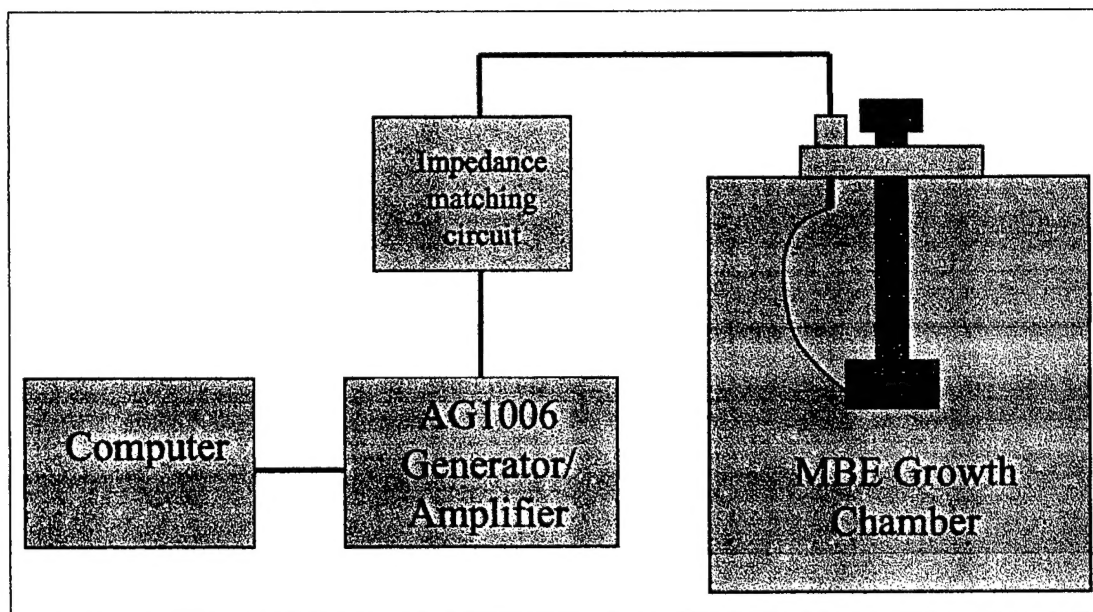 Impedance
matching
circuit
Computer
AG1006
Generator/
Amplifier
MBE Growth
Chamber